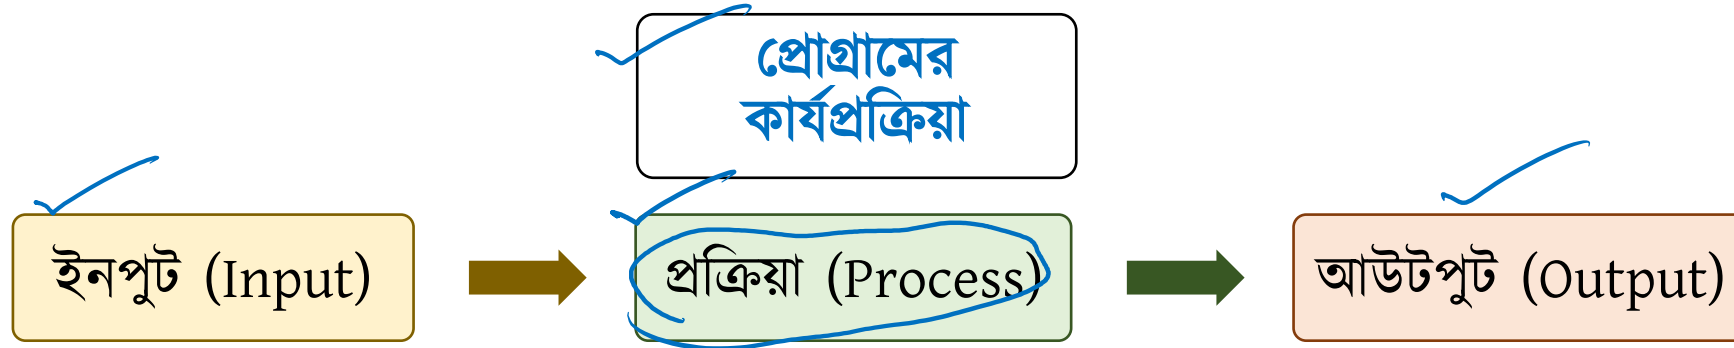 প্রোগ্রামের
কার্যপ্রক্রিয়া
ইনপুট (Input)
প্রক্রিয়া (Process)
আউটপুট (Output)